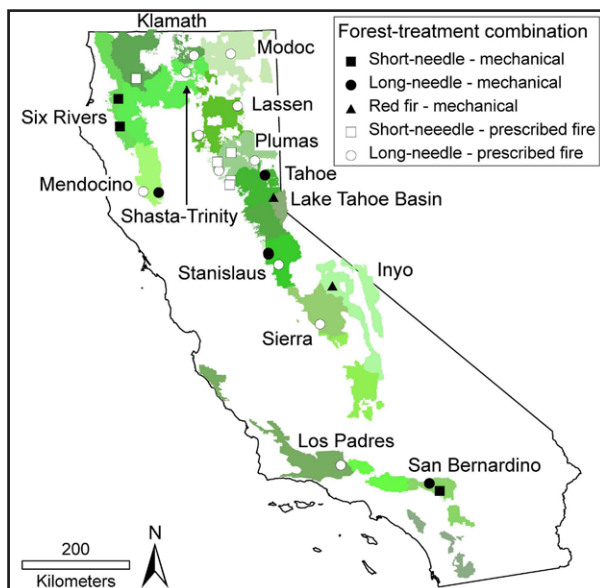 Klamath
Modoc
Lassen
Six Rivers
Plumas
Tahoe
Mendocino
Lake Tahoe Basin
Shasta-Trinity
Inyo
Stanislaus
Sierra
Los Padres
San Bernardino
Forest-treatment combination
Short-needle - mechanical
Long-needle - mechanical
Red fir - mechanical
Short-neeedle - prescribed fire
Long-needle - prescribed fire
200
Kilometers
N